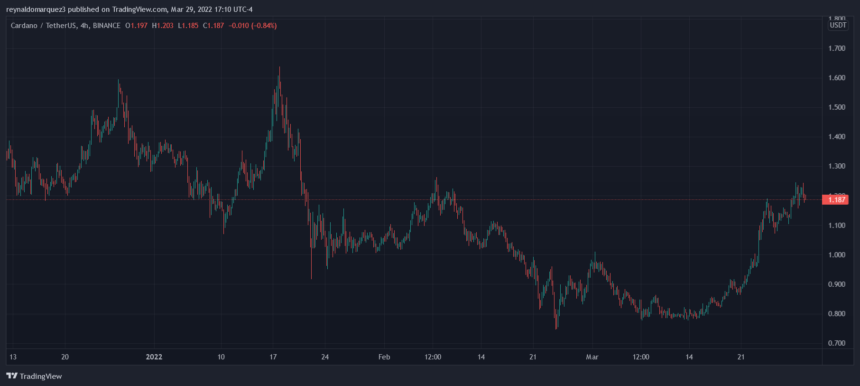 reynaldomarquez3 published on TradingView.com, Mar 29, 2022 17:10 UTC-4
Cardano / TetherUS, 4h, BINANCE O1.197 H1.203 L1.185 C1.187 -0.010 (-0.84%)
1.800
USDT
1.700
1.600
1.500
1.400
1.300
1.200
1.187
1.100
1.000
0.900
0.800
0.700
13 20 2022 10 17 24 Feb 12:00 14 21 Mar 12:00 14 21
TradingView